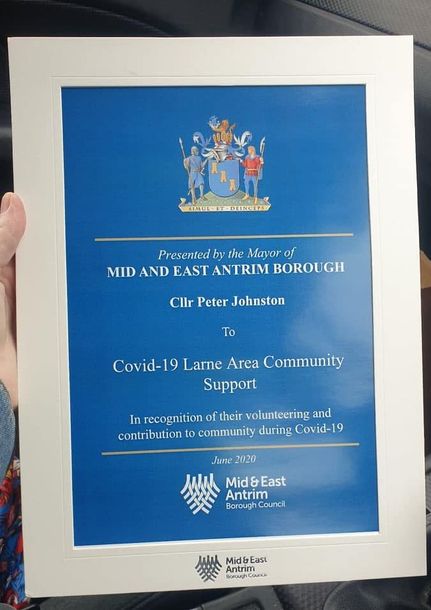 SIMUL ET DEINCEPS
Presented by the Mayor of
MID AND EAST ANTRIM BOROUGH
Cllr Peter Johnston
To
Covid-19 Larne Area Community
Support
In recognition of their volunteering and
contribution to community during Covid-19
June 2020
Mid & East
Antrim
Borough Council
Mid & East
Antrim
Borough Council